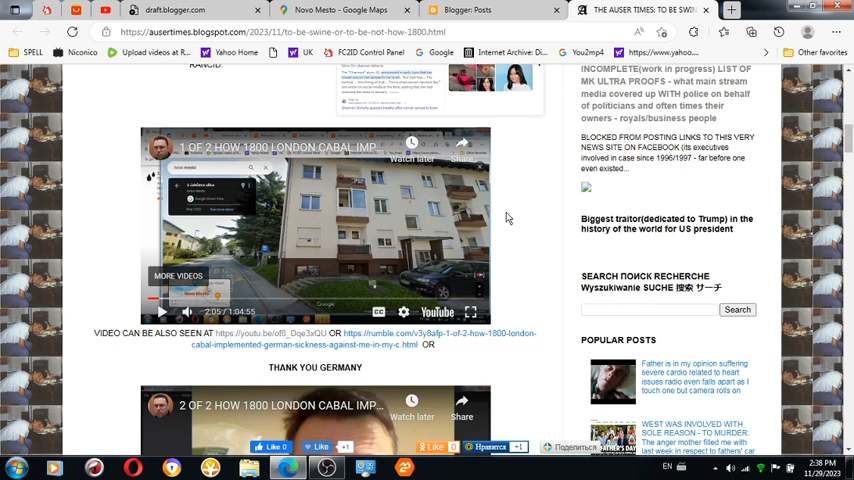 draft.blogger.com
Novo Mesto - Google Maps
Blogger: Posts
THE AUSER TIMES: TO BE SWINE
https://ausertimes.blogspot.com/2023/11/to-be-swine-or-to-be-not-how-1800.html
SPELL
Niconico
Upload videos at R...
Yahoo Home
UK
FC2ID Control Panel
Google
Internet Archive: Di...
You2mp4
https://www.yahoo.
Other favorites
RANCID.
1 OF 2 HOW 1800 LONDON CABAL IMP...
Watch later
Share
Novo Mesto
MORE VIDEOS
Google
2:05 / 1:04:55
YouTube
VIDEO CAN BE ALSO SEEN AT https://youtu.be/of8_Dqe3xQU OR https://rumble.com/v3y8afp-1-of-2-how-1800-london-
cabal-implemented-german-sickness-against-me-in-my-c.html OR
THANK YOU GERMANY
2 OF 2 HOW 1800 LONDON CABAL IMP...
Watch later
Share
Like 0
Like
+1
Like
0
Нравится
+1
Поделиться
INCOMPLETE(work in progress) LIST OF
MK ULTRA PROOFS - what main stream
media covered up WITH police on behalf
of politicians and often times their
owners - royals/business people
BLOCKED FROM POSTING LINKS TO THIS VERY
NEWS SITE ON FACEBOOK (its executives
involved in case since 1996/1997 - far before one
even existed...
Biggest traitor(dedicated to Trump) in the
history of the world for US president
SEARCH ПОИСК RECHERCHE
Wyszukiwanie SUCHE 搜索 サーチ
Search
POPULAR POSTS
Father is in my opinion suffering
severe cardio related to heart
issues radio even falls apart as I
touch one but camera rolls on
WEST WAS INVOLVED WITH
SOLE REASON - TO MURDER:
The anger mother filled me with
last week in respect to fathers' car
EN
2:38 PM
11/29/2023